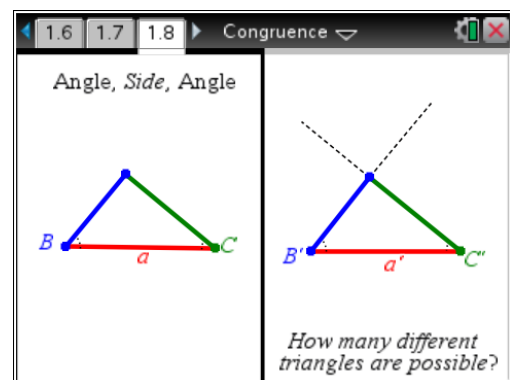 1.6 1.7 1.8 Congruence
Angle, Side, Angle
B
a
C
B'
a'
C"
How many different
triangles are possible?